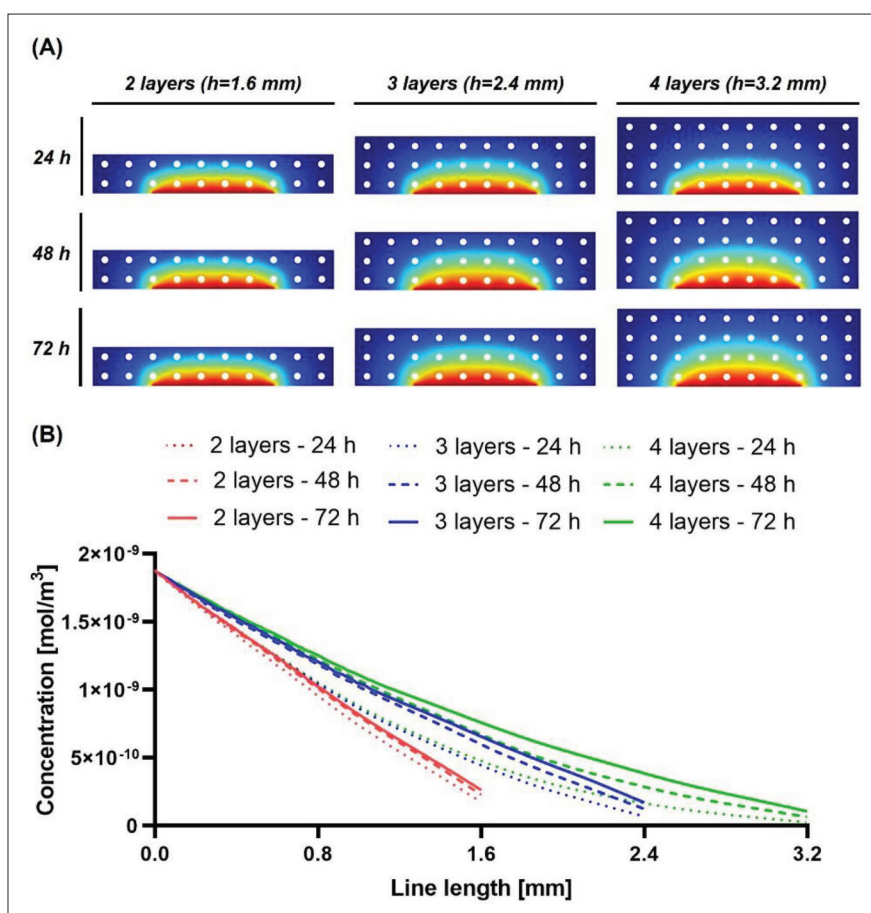 (A)
2 layers (h=1.6 mm) 3 layers (h=2.4 mm) 4 layers (h=3.2 mm)
24 h
48 h
72 h
(B)
2 layers - 24 h 3 layers - 24 h 4 layers - 24 h
2 layers - 48 h 3 layers - 48 h 4 layers - 48 h
2 layers - 72 h 3 layers - 72 h 4 layers - 72 h
Concentration [mol/m³]
2×10⁻⁹
1.5×10⁻⁹
1×10⁻⁹
5×10⁻¹⁰
0
0.0 0.8 1.6 2.4 3.2
Line length [mm]